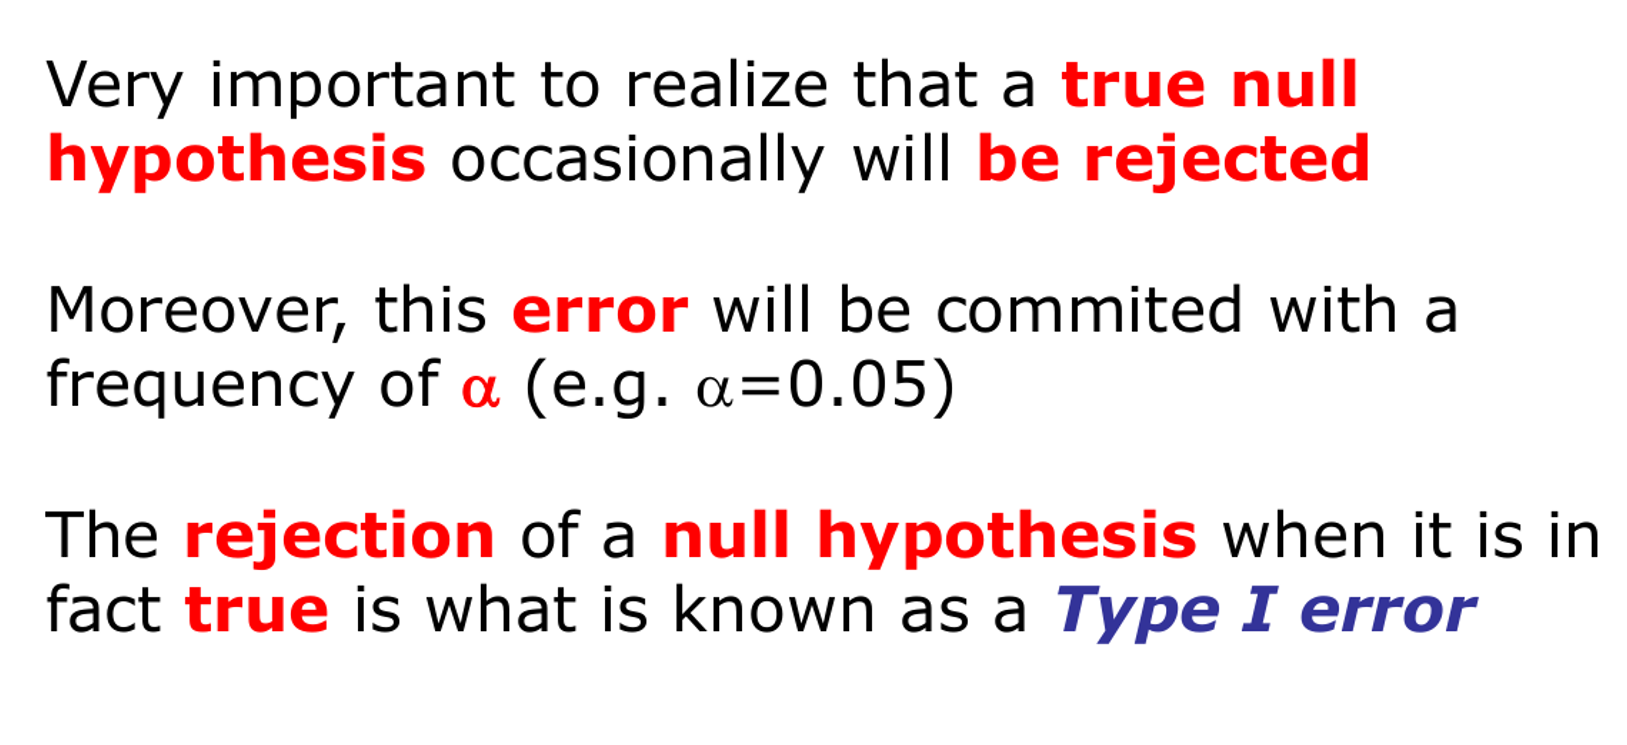 Very important to realize that a true null
hypothesis occasionally will be rejected
Moreover, this error will be commited with a
frequency of α (e.g. α=0.05)
The rejection of a null hypothesis when it is in
fact true is what is known as a Type I error